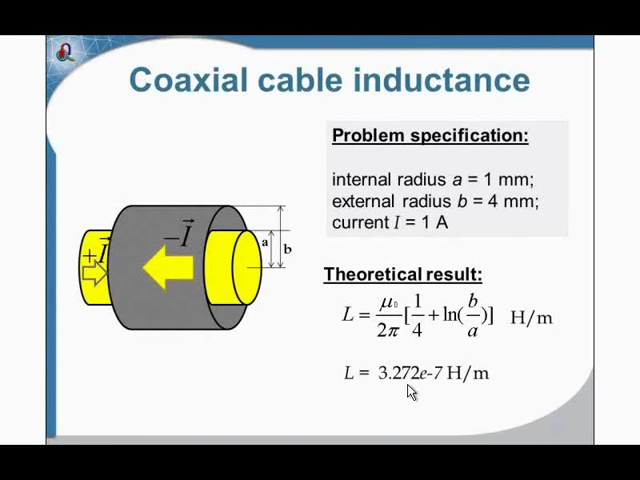 Coaxial cable inductance
Problem specification:
internal radius a = 1 mm;
external radius b = 4 mm;
current I = 1 A
+I⃗
−I⃗
a
b
Theoretical result:
L = μ₀/2π [1/4 + ln(b/a)] H/m
L = 3.272e-7 H/m